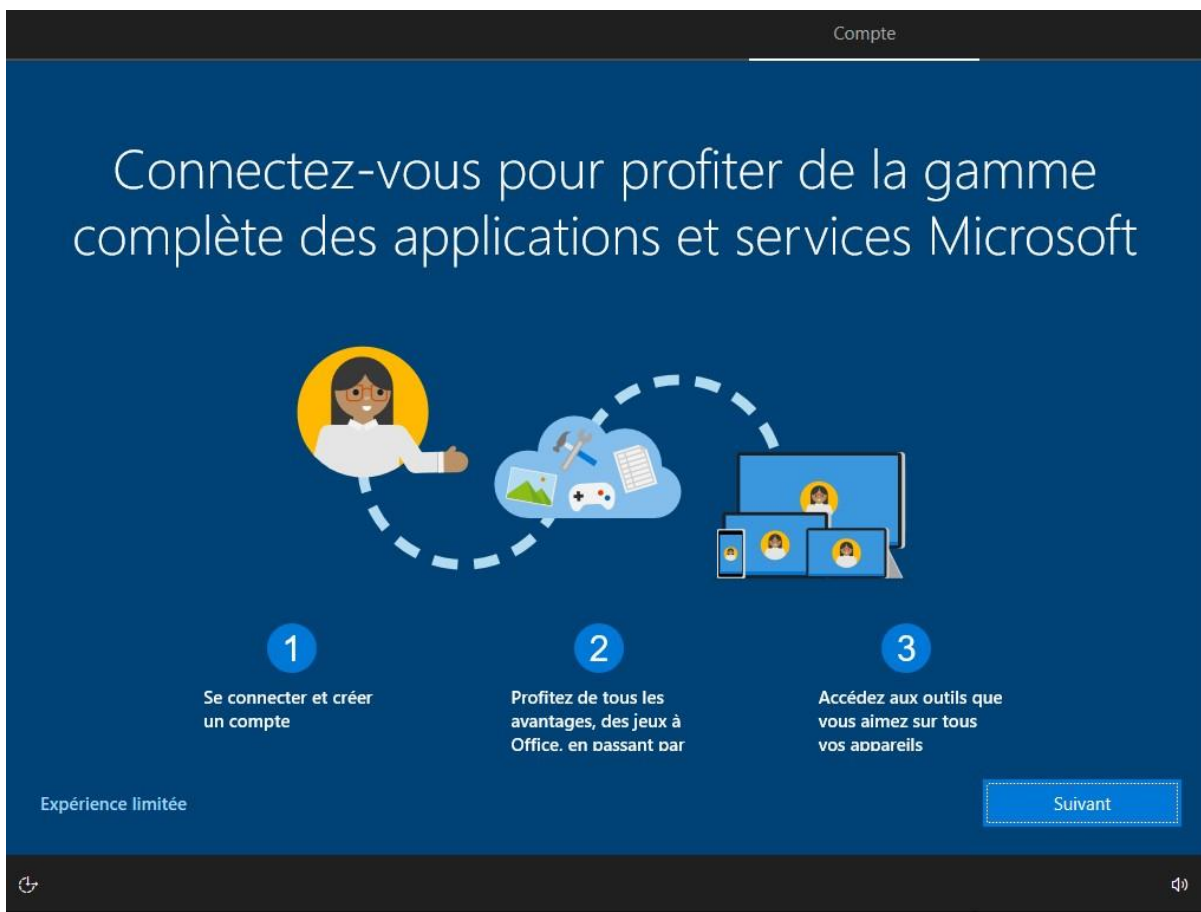 Compte
Connectez-vous pour profiter de la gamme
complète des applications et services Microsoft
1
Se connecter et créer
un compte
2
Profitez de tous les
avantages, des jeux à
Office, en passant par
3
Accédez aux outils que
vous aimez sur tous
vos appareils
Expérience limitée
Suivant